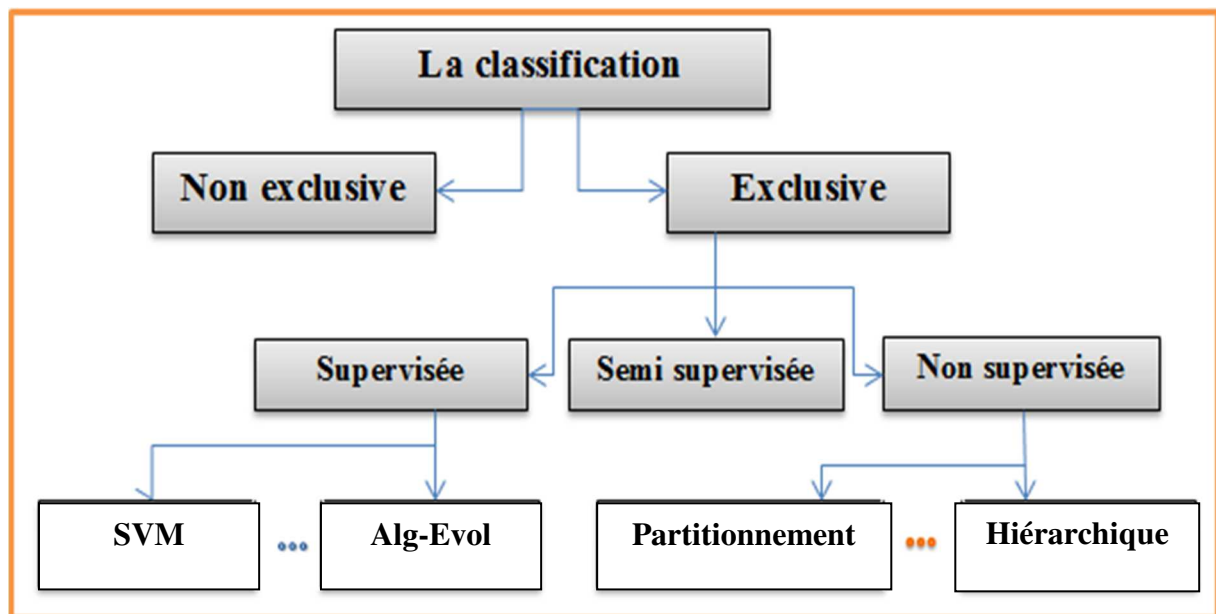 La classification
Non exclusive
Exclusive
Supervisée
Semi supervisée
Non supervisée
SVM
...
Alg-Evol
Partitionnement
...
Hiérarchique